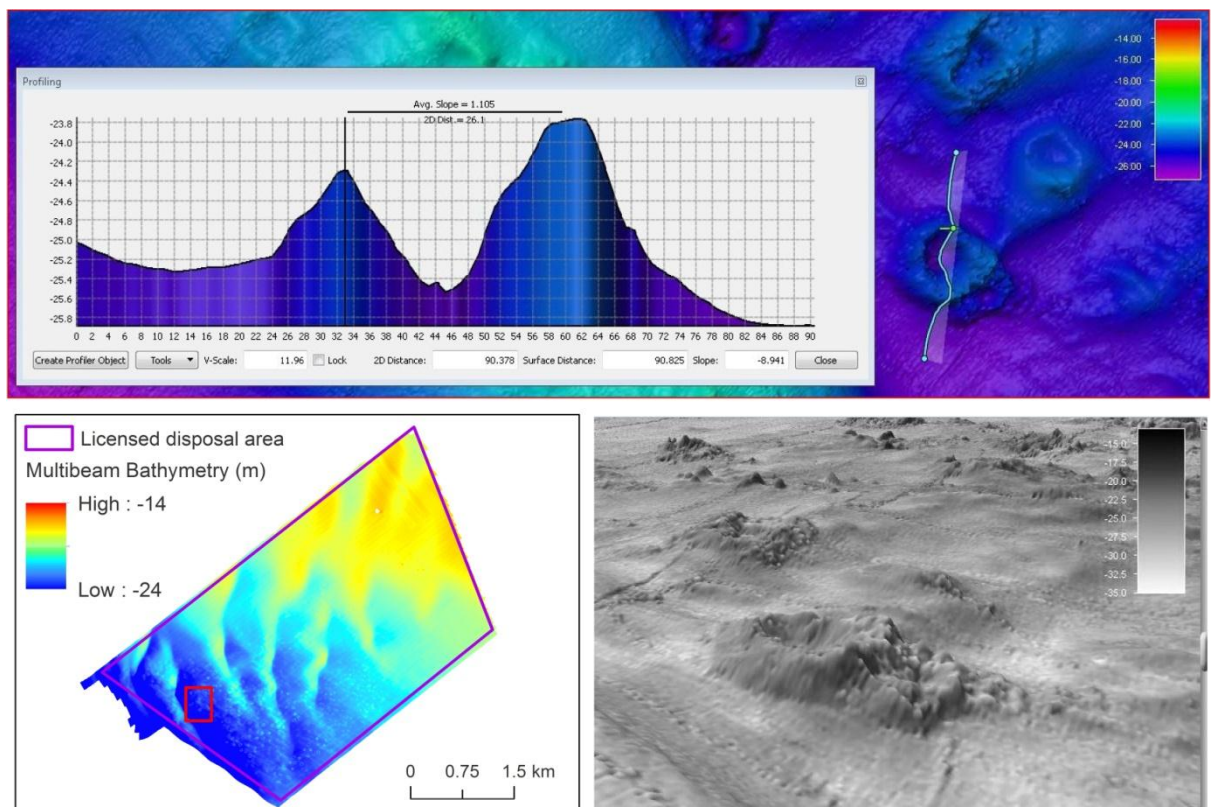 Profiling
Avg. Slope = 1.105
2D Dist.= 26.1
-23.8
-24.0
-24.2
-24.4
-24.6
-24.8
-25.0
-25.2
-25.4
-25.6
-25.8
0 2 4 6 8 10 12 14 16 18 20 22 24 26 28 30 32 34 36 38 40 42 44 46 48 50 52 54 56 58 60 62 64 66 68 70 72 74 76 78 80 82 84 86 88 90
Create Profiler Object Tools V-Scale: 11.96 Lock 2D Distance: 90.378 Surface Distance: 90.825 Slope: -8.941 Close
-14.00
-16.00
-18.00
-20.00
-22.00
-24.00
-26.00
Licensed disposal area
Multibeam Bathymetry (m)
High : -14
Low : -24
0 0.75 1.5 km
-15.0
-17.5
-20.0
-22.5
-25.0
-27.5
-30.0
-32.5
-35.0